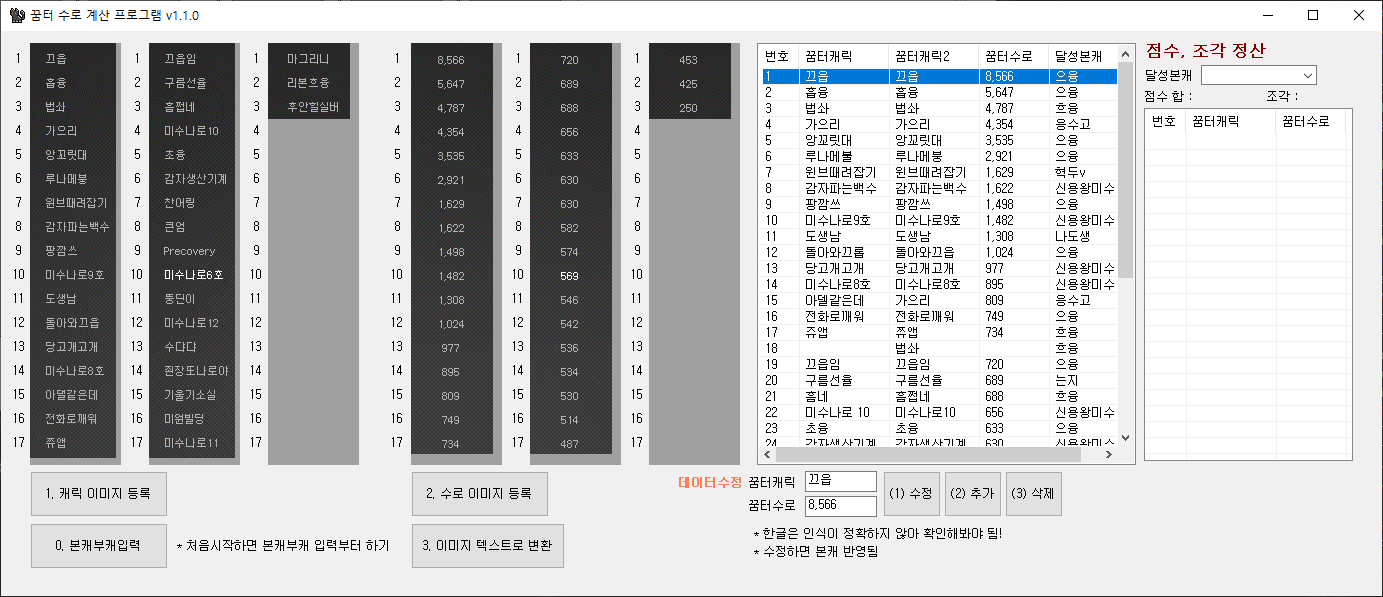 꿈터 수로 계산 프로그램 v1.1.0
1 끄읍
2 흡융
3 법솨
4 가으리
5 앙꼬릿대
6 루나메붕
7 윈브때려잡기
8 감자파는백수
9 팡깜쓰
10 미수나로9호
11 도생남
12 돌아와끄읍
13 당고개고개
14 미수나로8호
15 아델같은데
16 전화로깨워
17 쥬앱
1 끄읍임
2 구름선율
3 흠쩝네
4 미수나로10
5 초융
6 감자생산기계
7 찬어링
8 큰엄
9 Precovery
10 미수나로6호
11 뚱딘이
12 미수나로12
13 수다댜
14 죈장또나로야
15 기울기소실
16 미원빌딩
17 미수나로11
1 마그리니
2 리본흐융
3 후안힐실버
4
5
6
7
8
9
10
11
12
13
14
15
16
17
1 8,566
2 5,647
3 4,787
4 4,354
5 3,535
6 2,921
7 1,629
8 1,622
9 1,498
10 1,482
11 1,308
12 1,024
13 977
14 895
15 809
16 749
17 734
1 720
2 689
3 688
4 656
5 633
6 630
7 630
8 582
9 574
10 569
11 546
12 542
13 536
14 534
15 530
16 514
17 487
1 453
2 425
3 250
4
5
6
7
8
9
10
11
12
13
14
15
16
17
번호 꿈터캐릭 꿈터캐릭2 꿈터수로 달성본캐
1 끄읍 끄읍 8,566 으융
2 흡융 흡융 5,647 으융
3 법솨 법솨 4,787 흐융
4 가으리 가으리 4,354 응수고
5 앙꼬릿대 앙꼬릿대 3,535 으융
6 루나메불 루나메붕 2,921 으융
7 윈브때려잡기 윈브때려잡기 1,629 혁두v
8 감자파는백수 감자파는백수 1,622 신용왕미수
9 팡깜쓰 팡깜쓰 1,498 으융
10 미수나로9호 미수나로9호 1,482 신용왕미수
11 도생남 도생남 1,308 나도생
12 돌아와끄롭 돌아와끄읍 1,024 으융
13 당고개고개 당고개고개 977 신용왕미수
14 미수나로8호 미수나로8호 895 신용왕미수
15 아델같은데 가으리 809 응수고
16 전화로깨워 전화로깨워 749 으융
17 쥬앱 쥬앱 734 흐융
18 법솨 흐융
19 끄읍임 끄읍임 720 으융
20 구름선율 구름선율 689 는지
21 흠네 흠쩝네 688 흐융
22 미수나로 10 미수나로10 656 신용왕미수
23 초융 초융 633 으융
24 감자생산기계 감자생산기계 630 신용왕미수
점수, 조각 정산
달성본캐
점수 합 : 조각 :
번호 꿈터캐릭 꿈터수로
1. 캐릭 이미지 등록
2. 수로 이미지 등록
데이터수정 꿈터캐릭 끄읍
꿈터수로 8,566
(1) 수정 (2) 추가 (3) 삭제
0. 본캐부캐입력 * 처음시작하면 본캐부캐 입력부터 하기
3. 이미지 텍스트로 변환
* 한글은 인식이 정확하지 않아 확인해봐야 됨!
* 수정하면 본캐 반영됨